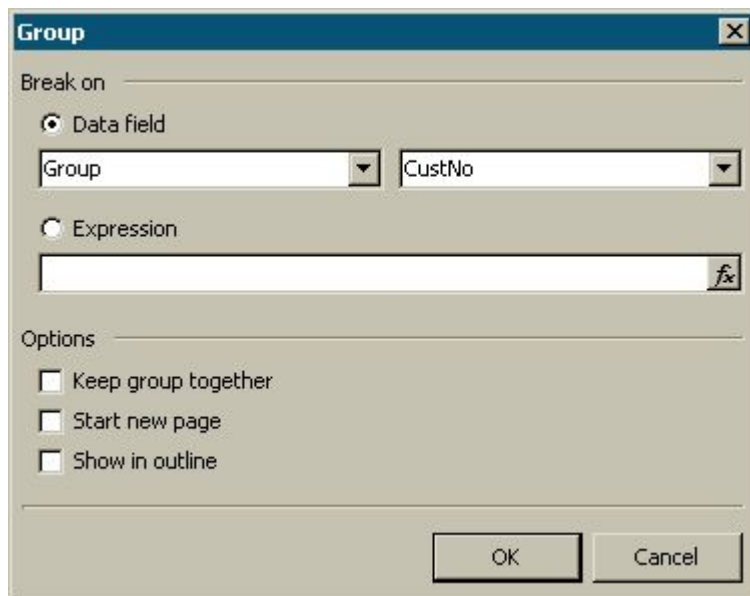 Group
Break on
Data field
Group CustNo
Expression
fx
Options
Keep group together
Start new page
Show in outline
OK Cancel